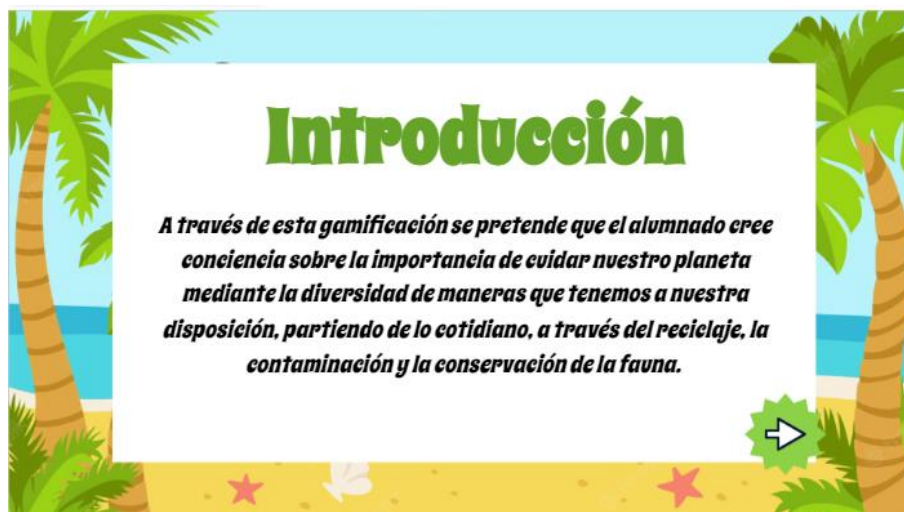 Introducción
A través de esta gamificación se pretende que el alumnado cree
conciencia sobre la importancia de cuidar nuestro planeta
mediante la diversidad de maneras que tenemos a nuestra
disposición, partiendo de lo cotidiano, a través del reciclaje, la
contaminación y la conservación de la fauna.